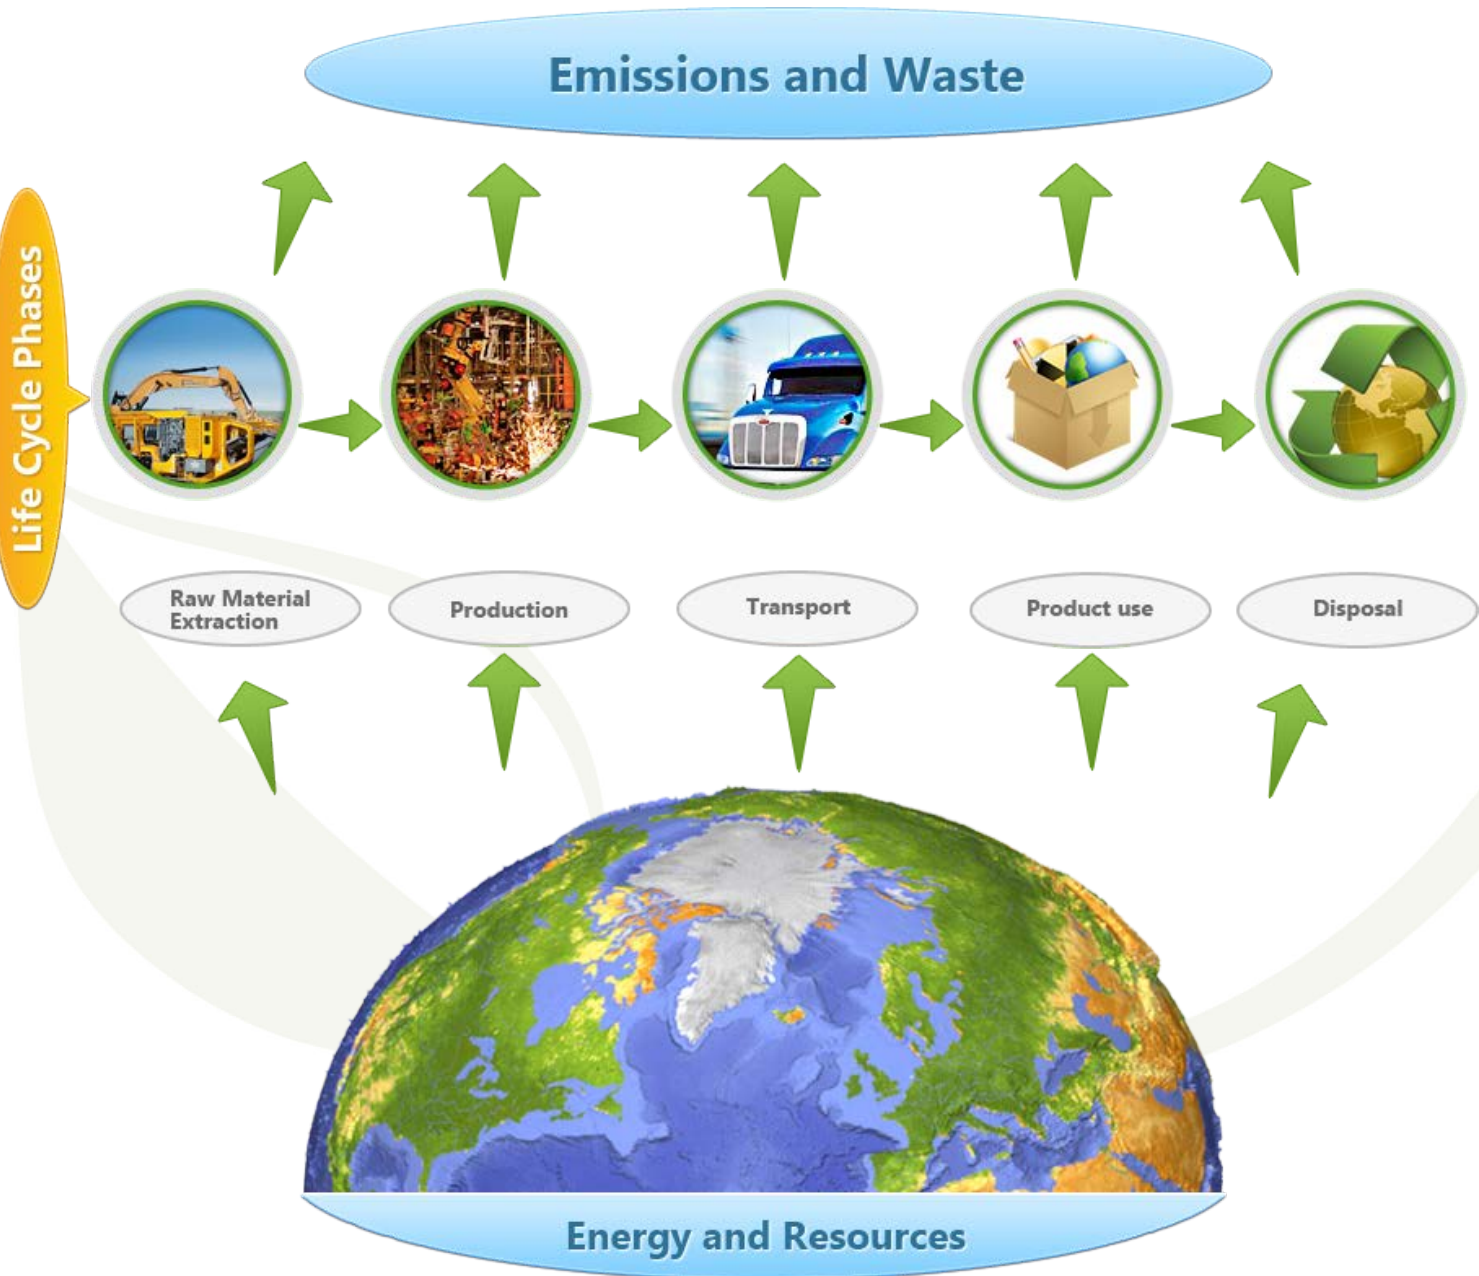 Emissions and Waste
Life Cycle Phases
Raw Material
Extraction
Production
Transport
Product use
Disposal
Energy and Resources